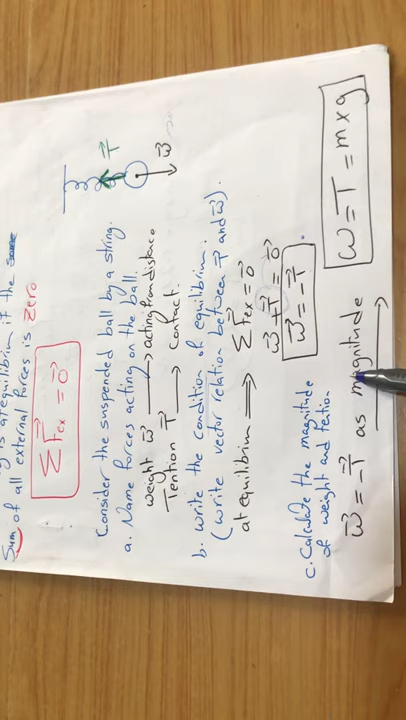 is at equilibrium if the
Sum of all external forces is Zero
ΣF⃗ex = 0⃗
Consider the suspended ball by a string.
a. Name forces acting on the ball.
weight w⃗ → acting from distance
Tention T⃗ → Contact.
T⃗
w⃗
b. write the condition of equilibrium.
(write vector relation between T⃗ and w⃗).
at equilibrium ⇒ ΣF⃗ex = 0⃗
w⃗ + T⃗ = 0⃗
w⃗ = -T⃗.
c. Calculate the magnitude
of weight and tention
w⃗ = -T⃗ as magnitude
w = T = m x g